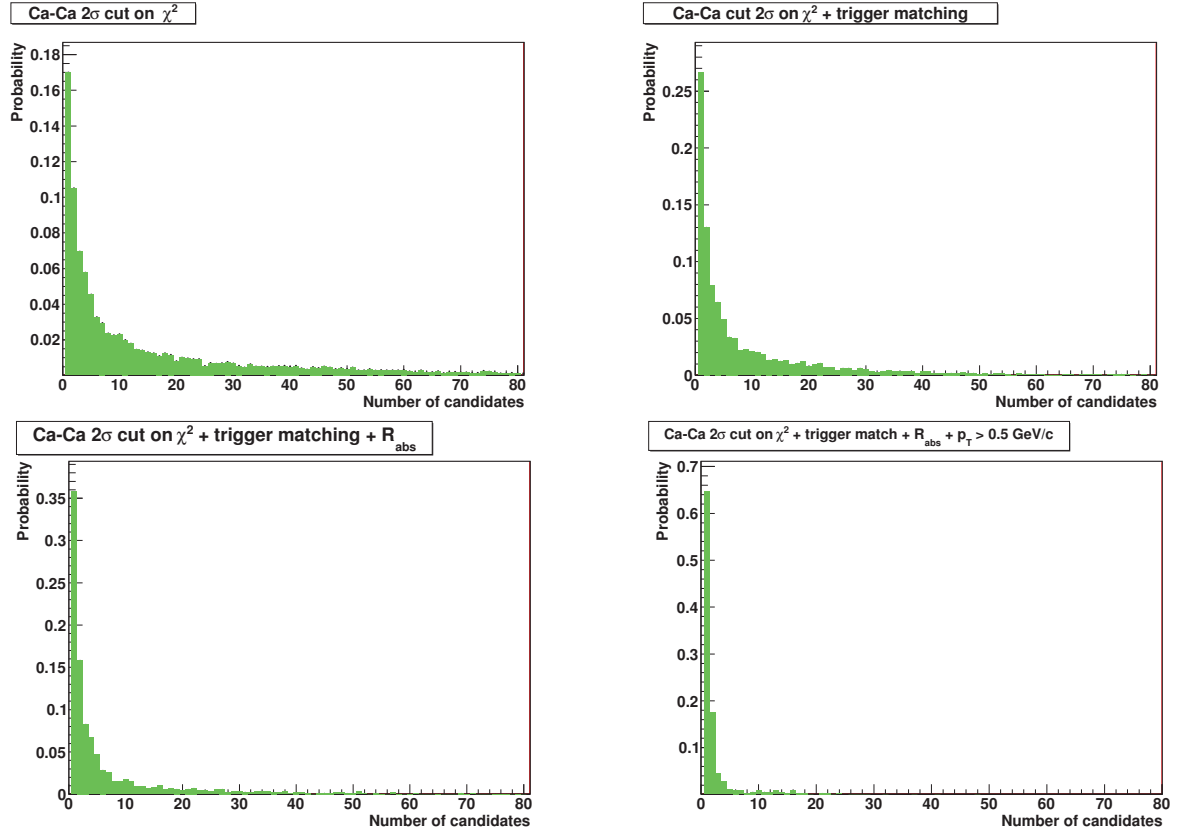 Ca-Ca 2σ cut on χ²
Probability
0.18
0.16
0.14
0.12
0.1
0.08
0.06
0.04
0.02
0 10 20 30 40 50 60 70 80
Number of candidates
Ca-Ca cut 2σ on χ² + trigger matching
Probability
0.25
0.2
0.15
0.1
0.05
0
0 10 20 30 40 50 60 70 80
Number of candidates
Ca-Ca 2σ cut on χ² + trigger matching + R_abs
Probability
0.35
0.3
0.25
0.2
0.15
0.1
0.05
0
0 10 20 30 40 50 60 70 80
Number of candidates
Ca-Ca 2σ cut on χ² + trigger match + R_abs + p_T > 0.5 GeV/c
Probability
0.7
0.6
0.5
0.4
0.3
0.2
0.1
0 10 20 30 40 50 60 70 80
Number of candidates